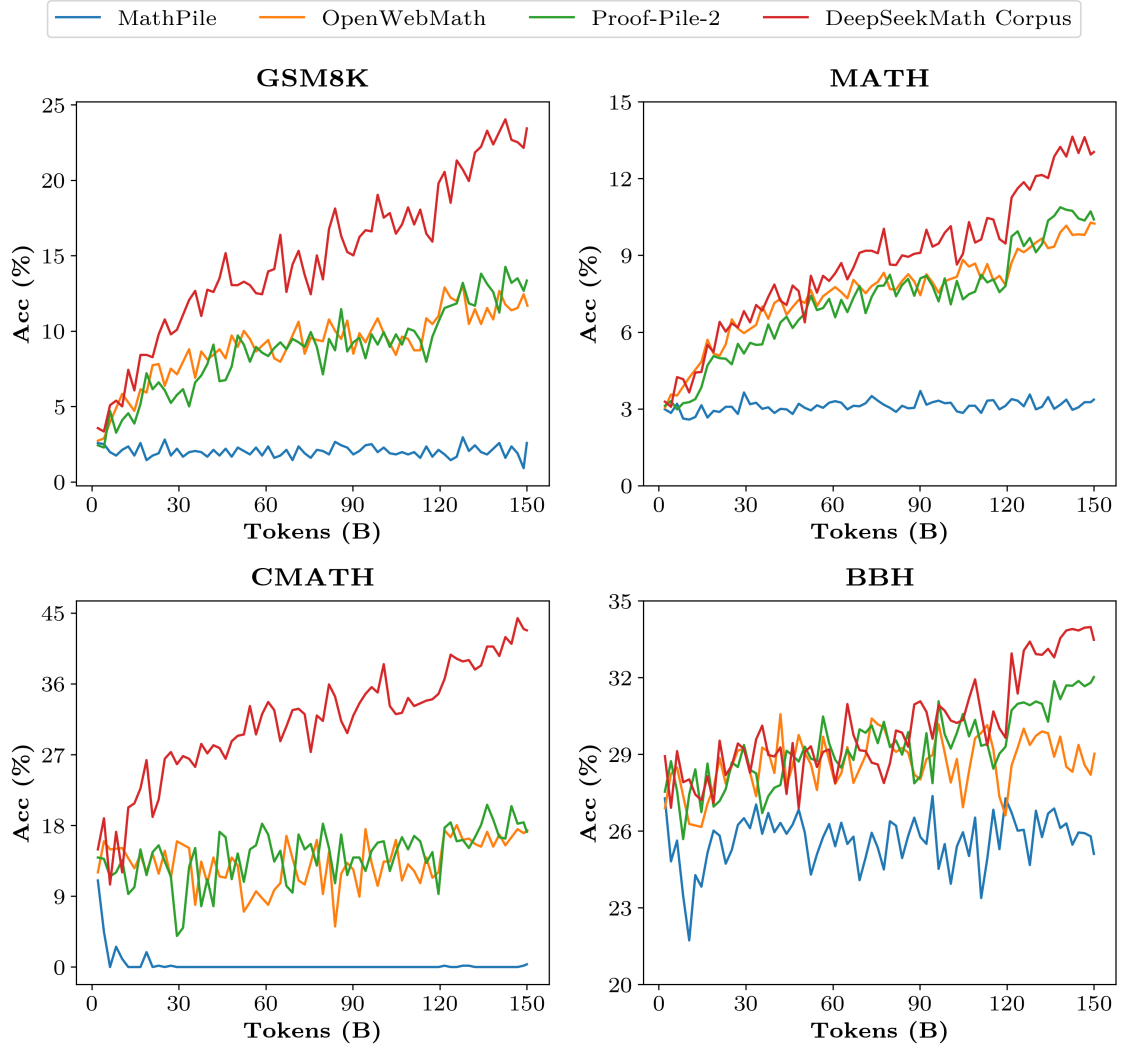 MathPile OpenWebMath Proof-Pile-2 DeepSeekMath Corpus
GSM8K
25
20
15
10
5
0
Acc (%)
0 30 60 90 120 150
Tokens (B)
MATH
15
12
9
6
3
0
Acc (%)
0 30 60 90 120 150
Tokens (B)
CMATH
45
36
27
18
9
0
Acc (%)
0 30 60 90 120 150
Tokens (B)
BBH
35
32
29
26
23
20
Acc (%)
0 30 60 90 120 150
Tokens (B)